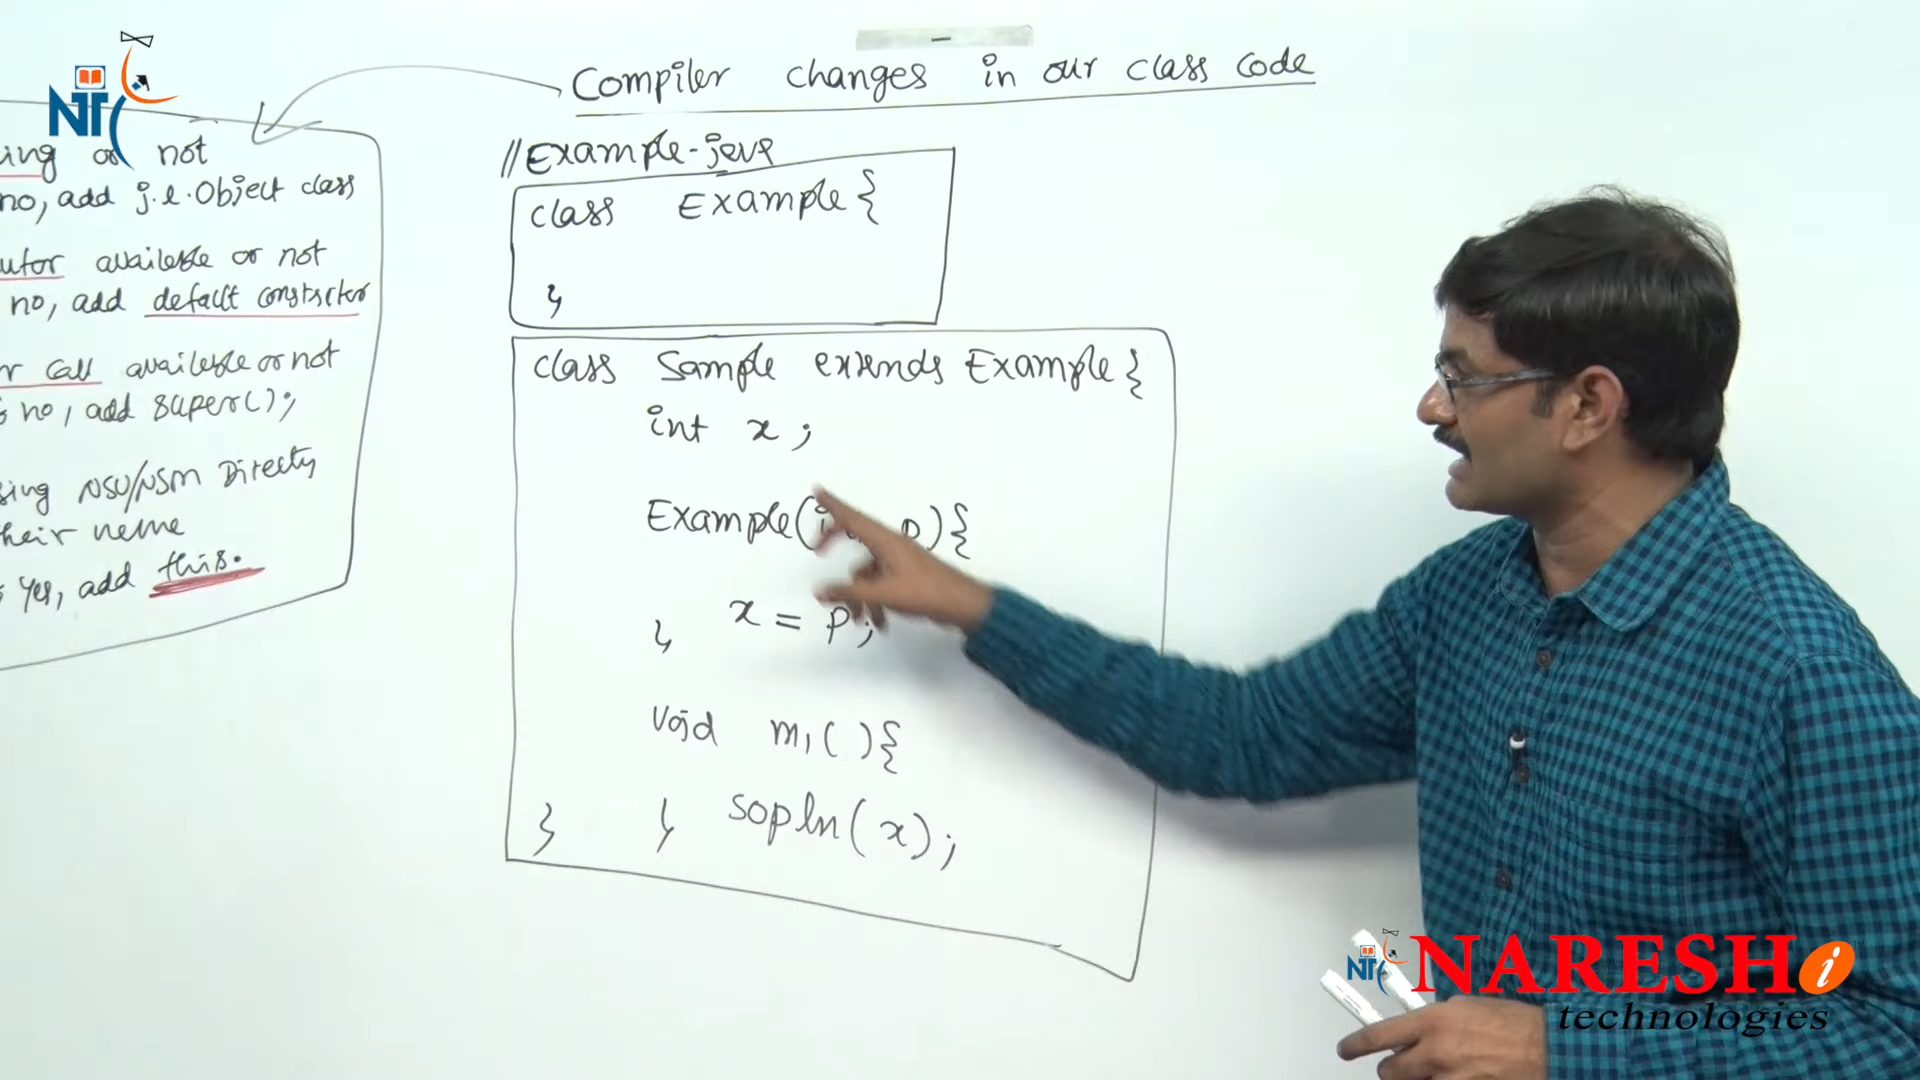 Compiler changes in our class code
ing or not
no, add j.l.Object class
utor available or not
no, add default constrctor
r call available or not
no, add super();
sing NSV/NSM Directly
heir name
yes, add this.
//Example.java
class Example{
}
class Sample extends Example{
int x;
Example(i p){
x = p;
}
void m1( ){
sopln(x);
}
}
NT
NARESH i
technologies